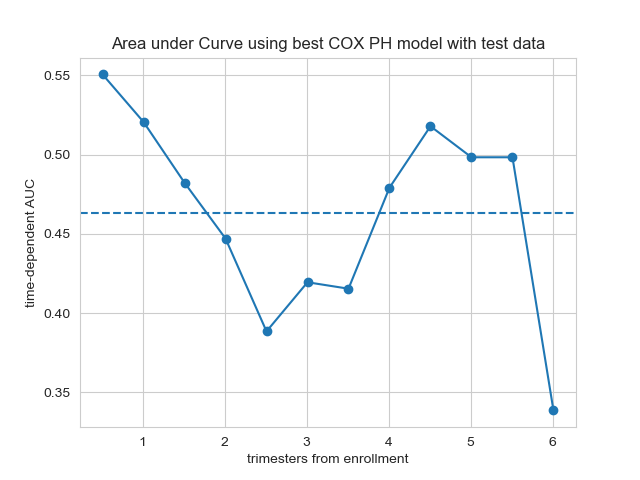 Area under Curve using best COX PH model with test data
0.55
0.50
0.45
0.40
0.35
time-dependent AUC
1 2 3 4 5 6
trimesters from enrollment